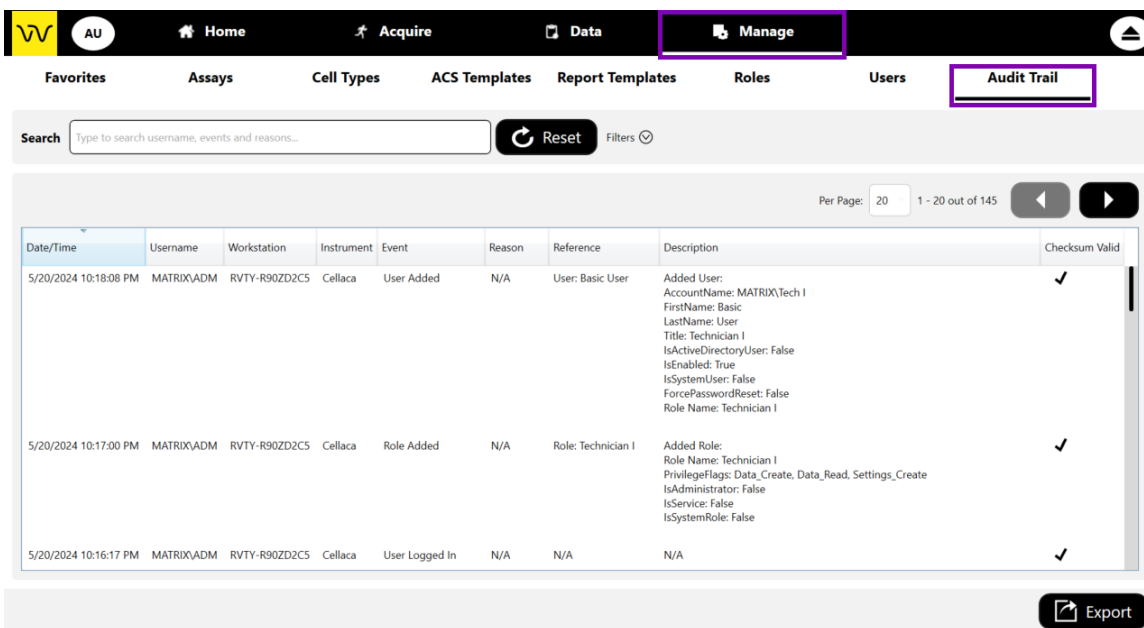 AU
Home
Acquire
Data
Manage
Favorites
Assays
Cell Types
ACS Templates
Report Templates
Roles
Users
Audit Trail
Search
Type to search username, events and reasons...
Reset
Filters
Per Page: 20 1 - 20 out of 145
Date/Time Username Workstation Instrument Event Reason Reference Description Checksum Valid
5/20/2024 10:18:08 PM MATRIX\ADM RVTY-R90ZD2C5 Cellaca User Added N/A User: Basic User Added User:
AccountName: MATRIX\Tech I
FirstName: Basic
LastName: User
Title: Technician I
IsActiveDirectoryUser: False
IsEnabled: True
IsSystemUser: False
ForcePasswordReset: False
Role Name: Technician I
5/20/2024 10:17:00 PM MATRIX\ADM RVTY-R90ZD2C5 Cellaca Role Added N/A Role: Technician I Added Role:
Role Name: Technician I
PrivilegeFlags: Data_Create, Data_Read, Settings_Create
IsAdministrator: False
IsService: False
IsSystemRole: False
5/20/2024 10:16:17 PM MATRIX\ADM RVTY-R90ZD2C5 Cellaca User Logged In N/A N/A N/A
Export